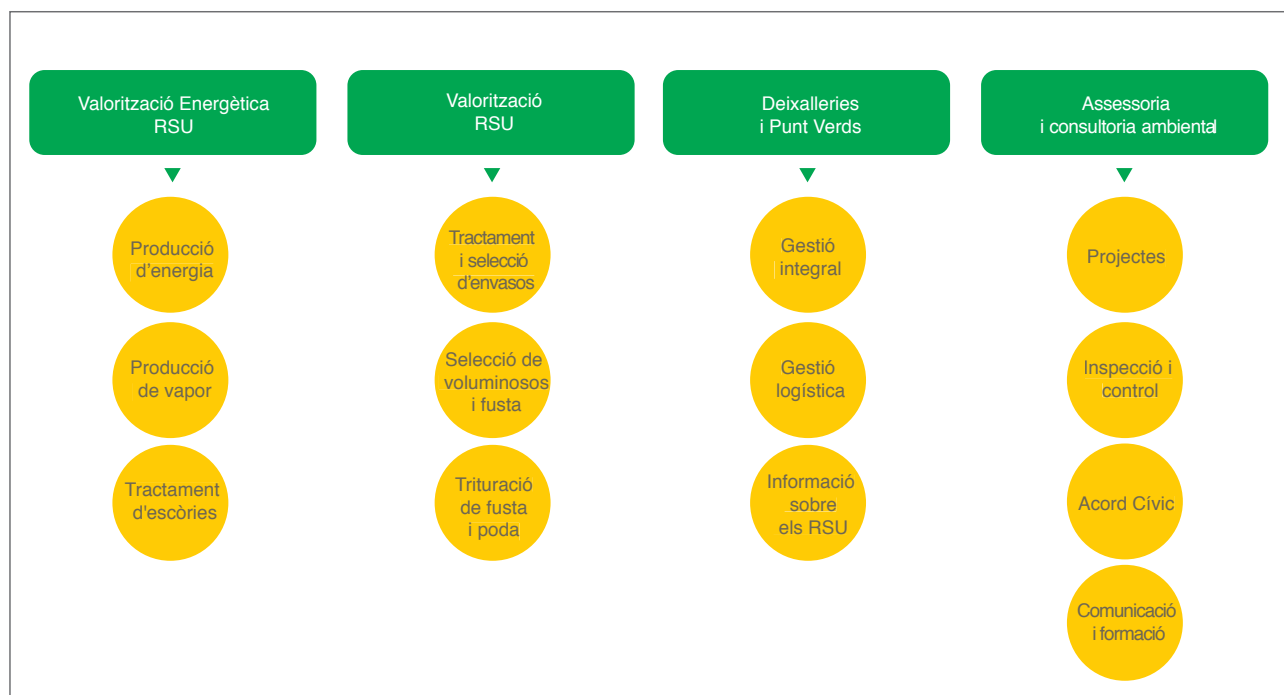 Valorització Energètica
RSU
Producció
d'energia
Producció
de vapor
Tractament
d'escòries
Valorització
RSU
Tractament
i selecció
d'envasos
Selecció de
voluminosos
i fusta
Trituració
de fusta
i poda
Deixalleries
i Punt Verds
Gestió
integral
Gestió
logística
Informació
sobre
els RSU
Assessoria
i consultoria ambiental
Projectes
Inspecció i
control
Acord Cívic
Comunicació
i formació